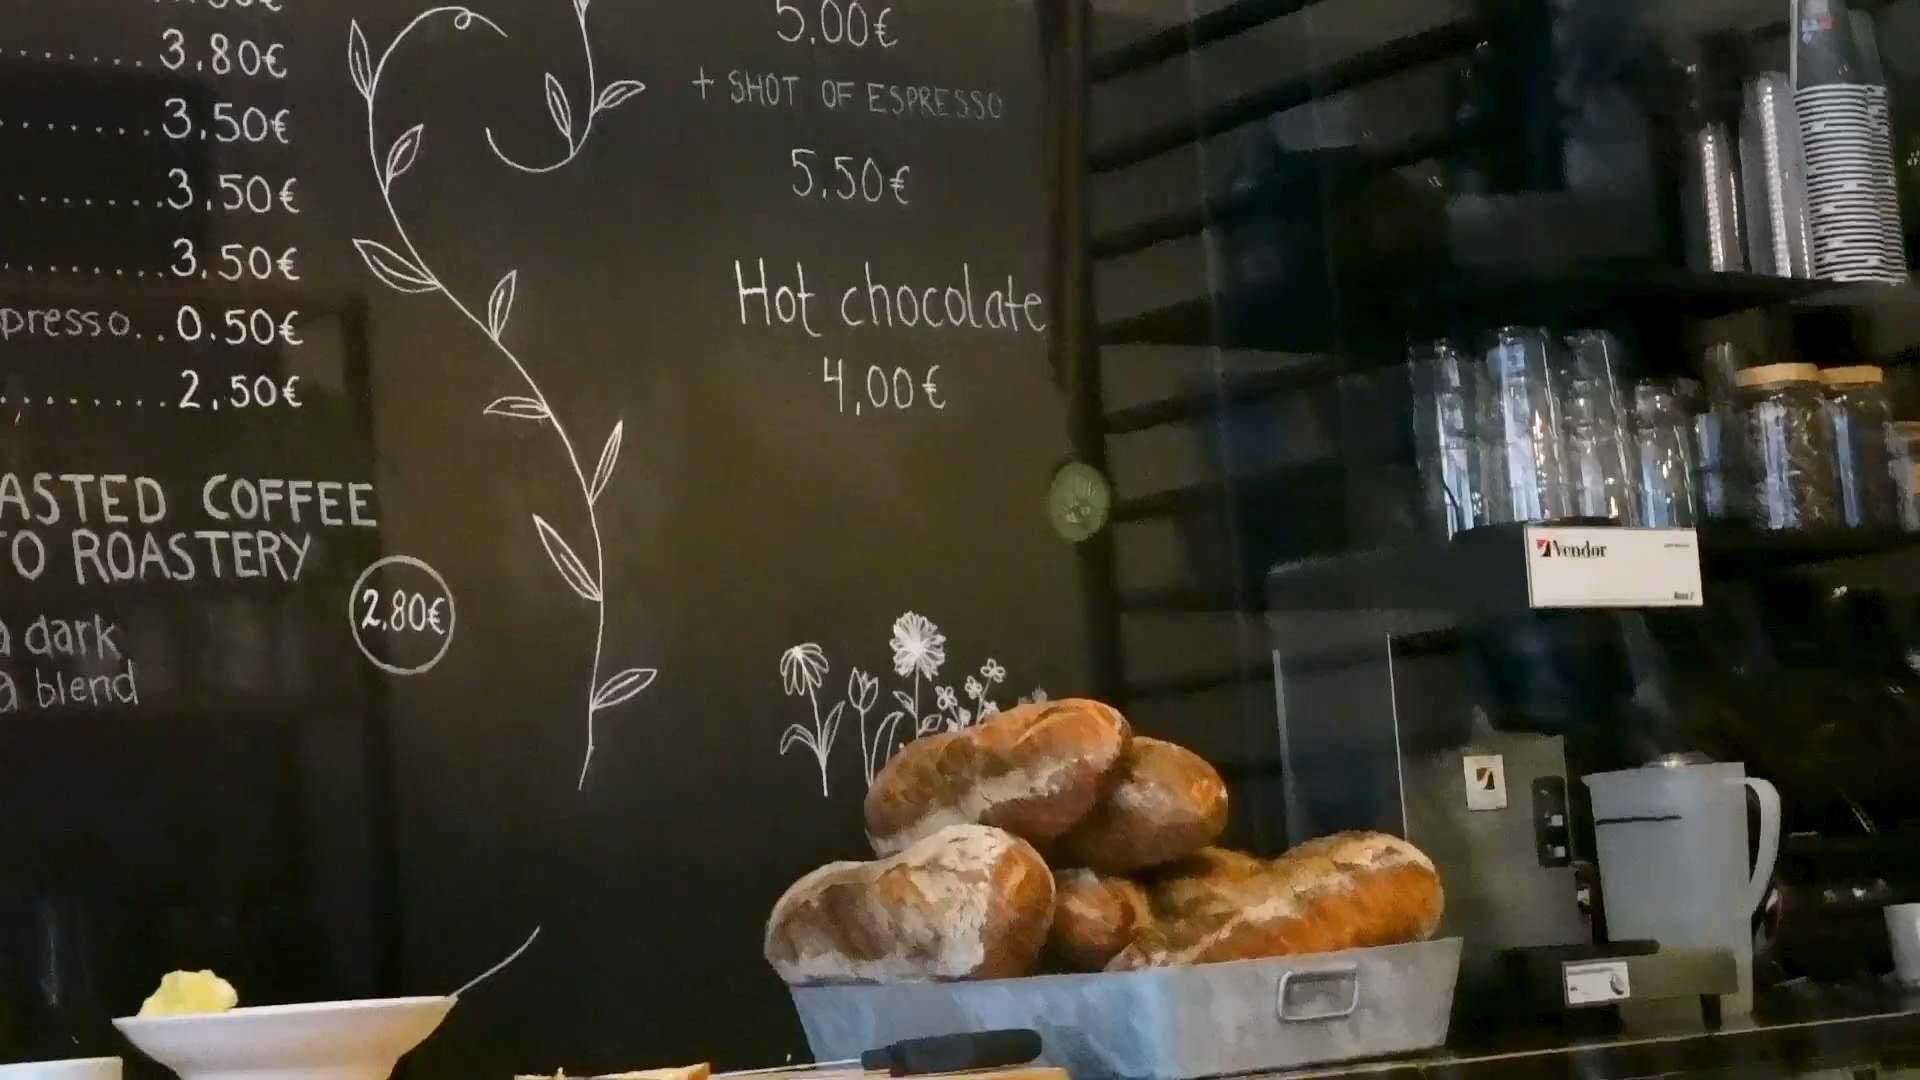 3.80€
3.50€
3.50€
3.50€
presso..0.50€
2.50€
ASTED COFFEE
TO ROASTERY
2.80€
a dark
a blend
5.00€
+ SHOT OF ESPRESSO
5.50€
Hot chocolate
4.00€
Vendor